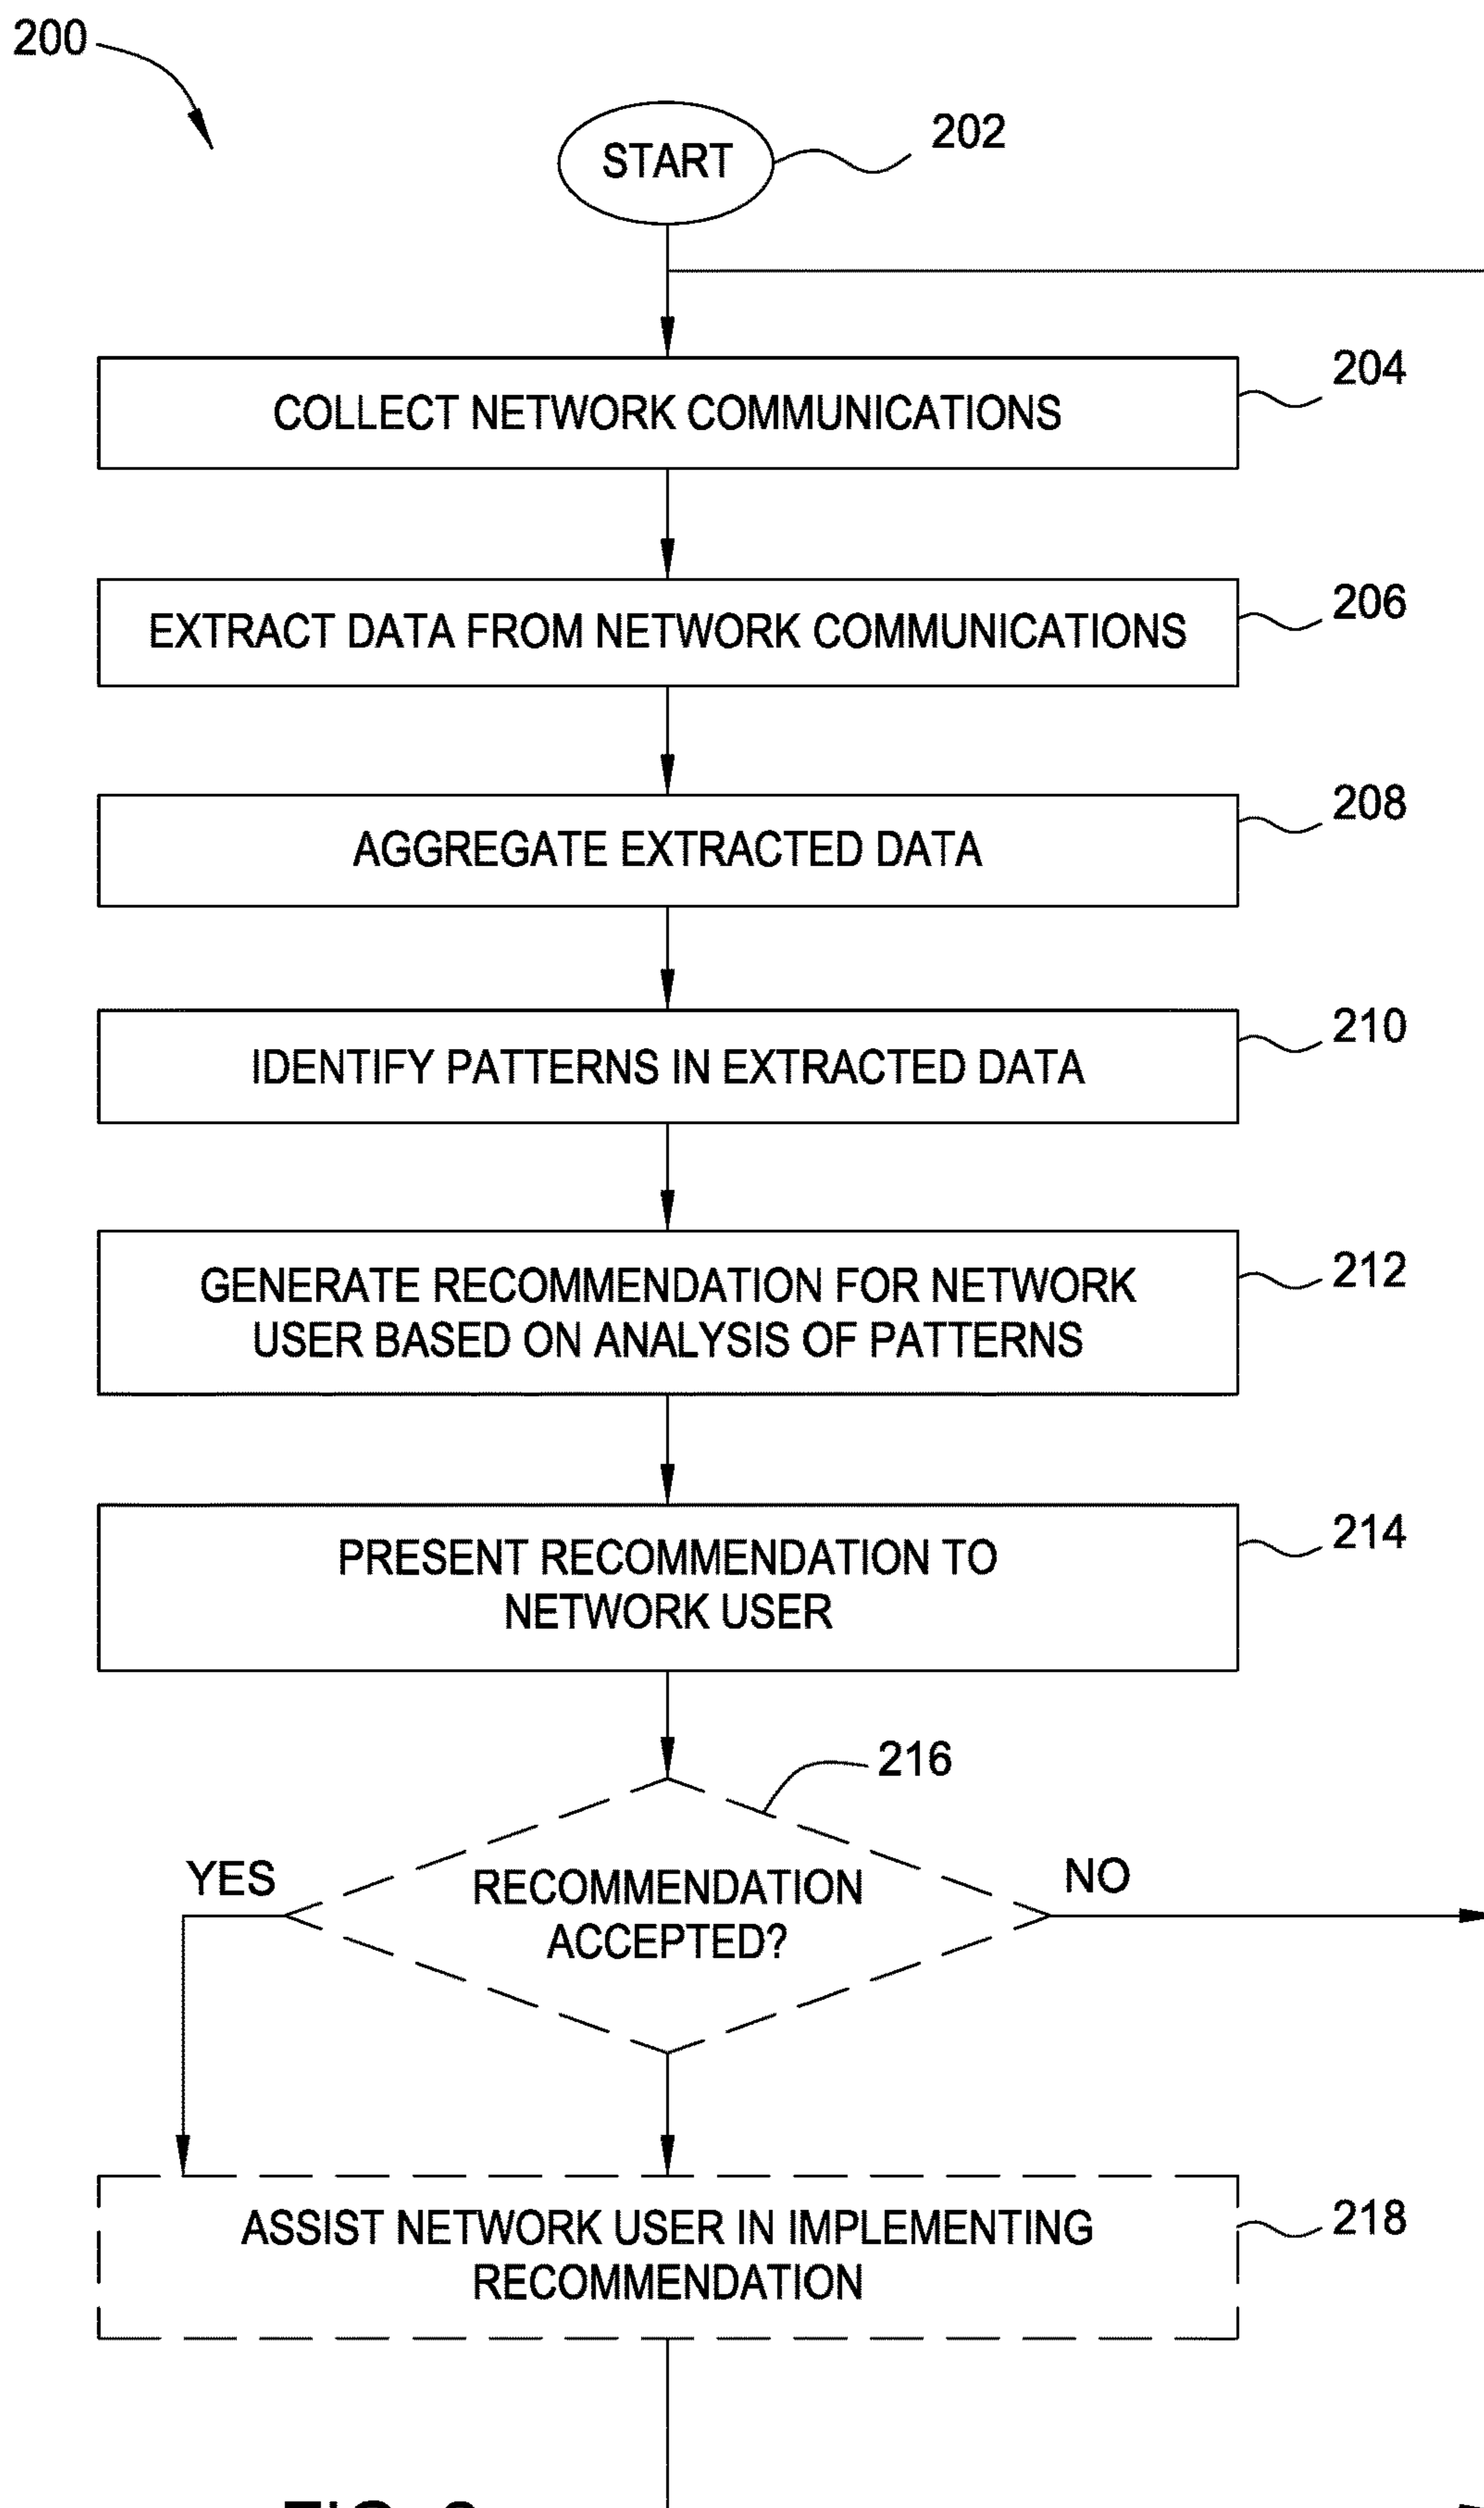 200
START
202
COLLECT NETWORK COMMUNICATIONS
204
EXTRACT DATA FROM NETWORK COMMUNICATIONS
206
AGGREGATE EXTRACTED DATA
208
IDENTIFY PATTERNS IN EXTRACTED DATA
210
GENERATE RECOMMENDATION FOR NETWORK
USER BASED ON ANALYSIS OF PATTERNS
212
PRESENT RECOMMENDATION TO
NETWORK USER
214
216
YES
RECOMMENDATION
ACCEPTED?
NO
ASSIST NETWORK USER IN IMPLEMENTING
RECOMMENDATION
218